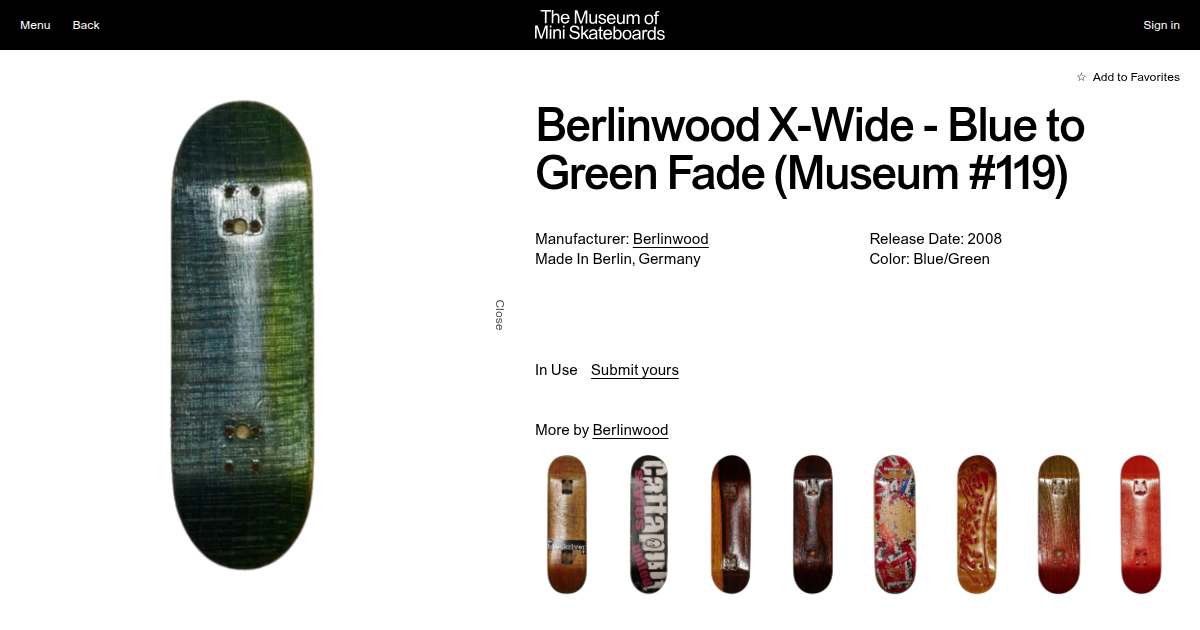 Menu
Back
The Museum of
Mini Skateboards
Sign in
☆ Add to Favorites
Berlinwood X-Wide - Blue to
Green Fade (Museum #119)
Manufacturer: Berlinwood
Made In Berlin, Germany
Release Date: 2008
Color: Blue/Green
Close
In Use
Submit yours
More by Berlinwood